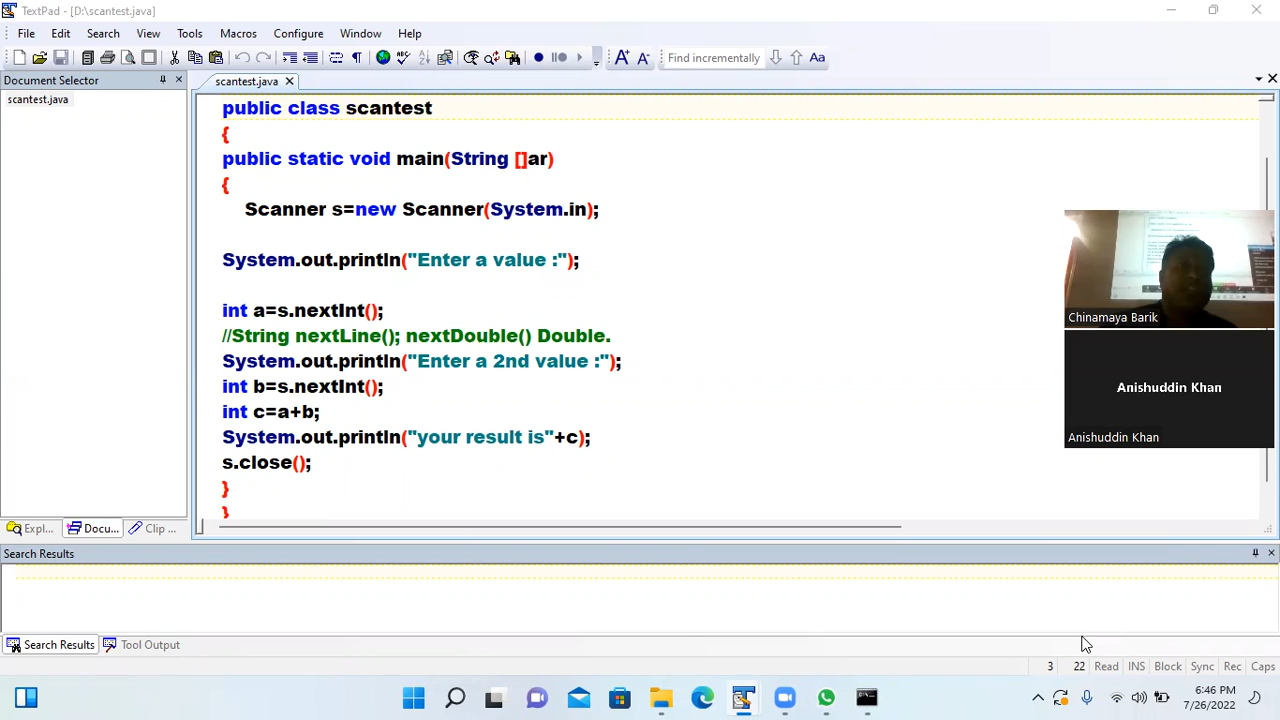 TextPad - [D:\scantest.java]
File Edit Search View Tools Macros Configure Window Help
Find incrementally
Document Selector
scantest.java
scantest.java
public class scantest
{
public static void main(String []ar)
{
Scanner s=new Scanner(System.in);
System.out.println("Enter a value :");
int a=s.nextInt();
//String nextLine(); nextDouble() Double.
System.out.println("Enter a 2nd value :");
int b=s.nextInt();
int c=a+b;
System.out.println("your result is"+c);
s.close();
}
}
Chinamaya Barik
Anishuddin Khan
Anishuddin Khan
Expl... Docu... Clip ...
Search Results
Search Results Tool Output
3 22 Read INS Block Sync Rec Caps
6:46 PM
7/26/2022